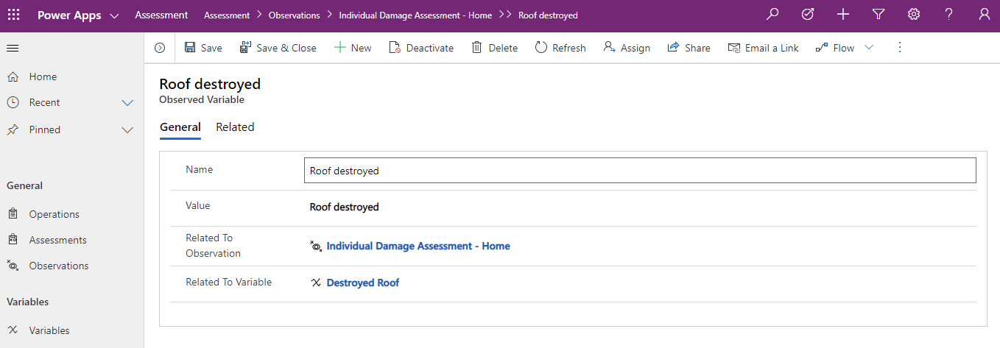 Power Apps Assessment Assessment Observations Individual Damage Assessment - Home Roof destroyed
Save Save & Close New Deactivate Delete Refresh Assign Share Email a Link Flow
Home
Recent
Pinned
General
Operations
Assessments
Observations
Variables
Variables
Roof destroyed
Observed Variable
General Related
Name Roof destroyed
Value Roof destroyed
Related To
Observation
Individual Damage Assessment - Home
Related To Variable Destroyed Roof